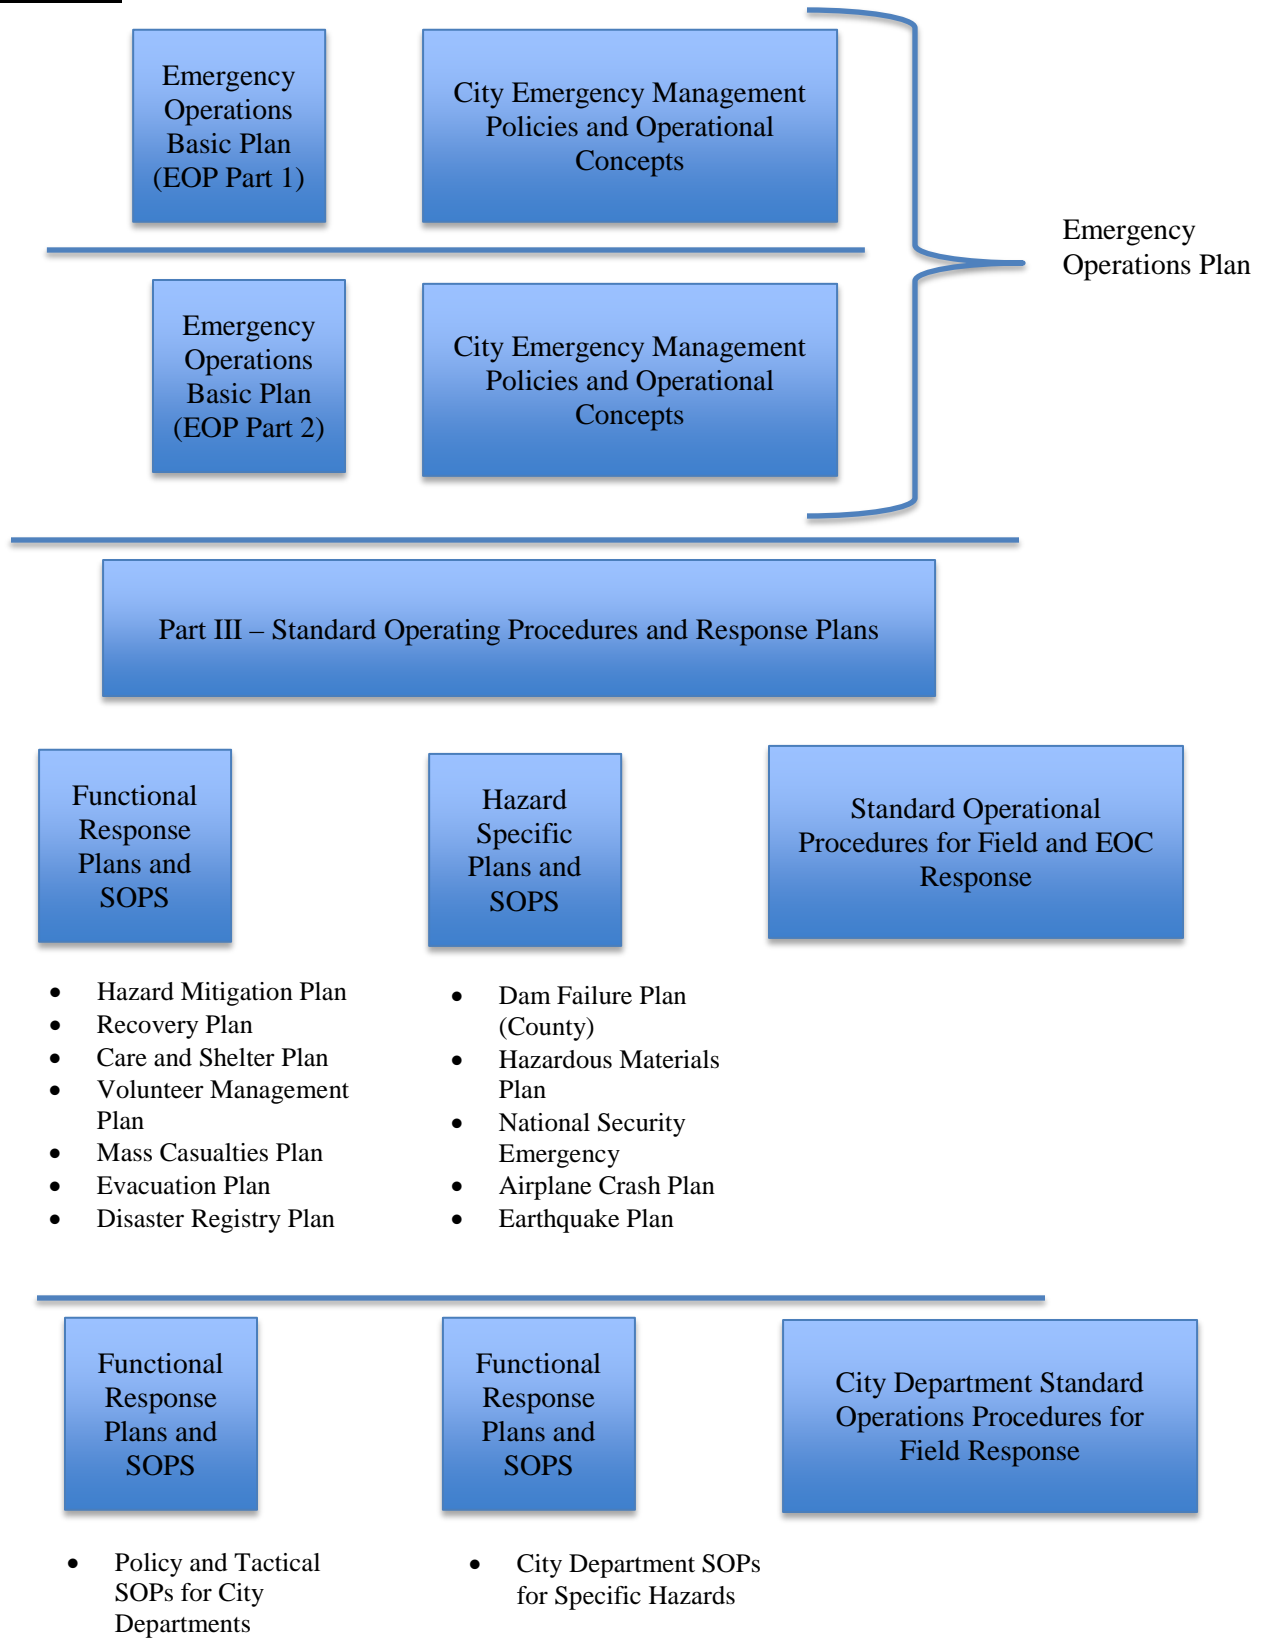 Emergency
Operations
Basic Plan
(EOP Part 1)
City Emergency Management
Policies and Operational
Concepts
Emergency
Operations Plan
Emergency
Operations
Basic Plan
(EOP Part 2)
City Emergency Management
Policies and Operational
Concepts
Part III – Standard Operating Procedures and Response Plans
Functional
Response
Plans and
SOPS
Hazard
Specific
Plans and
SOPS
Standard Operational
Procedures for Field and EOC
Response
• Hazard Mitigation Plan
• Recovery Plan
• Care and Shelter Plan
• Volunteer Management
Plan
• Mass Casualties Plan
• Evacuation Plan
• Disaster Registry Plan
• Dam Failure Plan
(County)
• Hazardous Materials
Plan
• National Security
Emergency
• Airplane Crash Plan
• Earthquake Plan
Functional
Response
Plans and
SOPS
Functional
Response
Plans and
SOPS
City Department Standard
Operations Procedures for
Field Response
• Policy and Tactical
SOPs for City
Departments
• City Department SOPs
for Specific Hazards